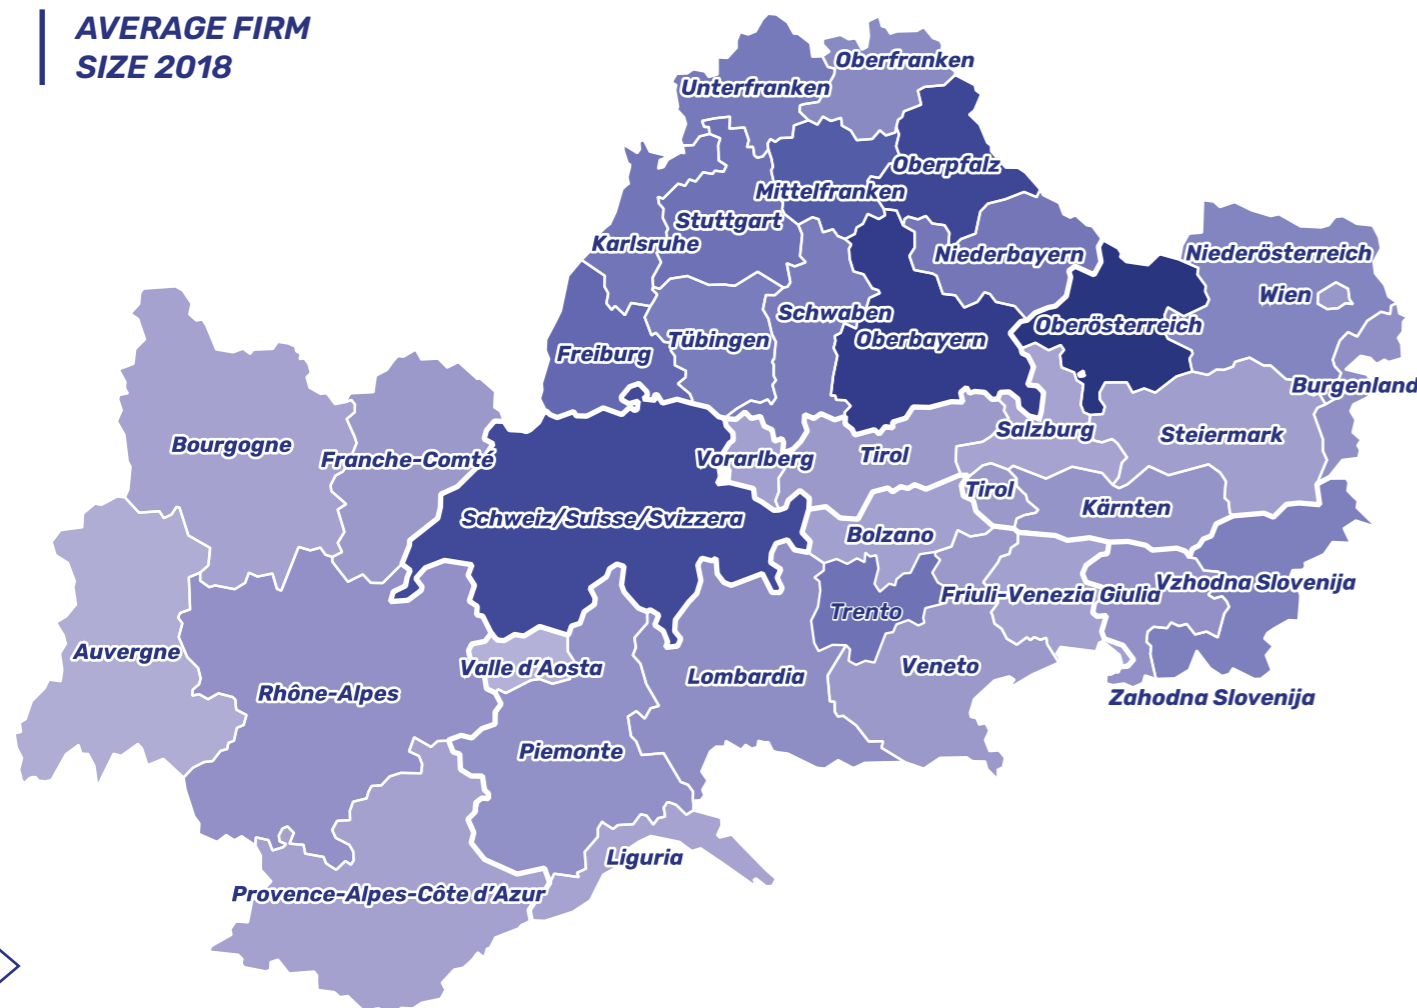 AVERAGE FIRM
SIZE 2018
Oberfranken
Unterfranken
Oberpfalz
Mittelfranken
Stuttgart
Karlsruhe
Niederbayern
Niederösterreich
Wien
Schwaben
Oberösterreich
Tübingen
Oberbayern
Freiburg
Burgenland
Salzburg
Steiermark
Bourgogne
Franche-Comté
Vorarlberg
Tirol
Tirol
Kärnten
Schweiz/Suisse/Svizzera
Bolzano
Vzhodna Slovenija
Friuli-Venezia Giulia
Trento
Auvergne
Valle d'Aosta
Veneto
Lombardia
Rhône-Alpes
Zahodna Slovenija
Piemonte
Liguria
Provence-Alpes-Côte d'Azur